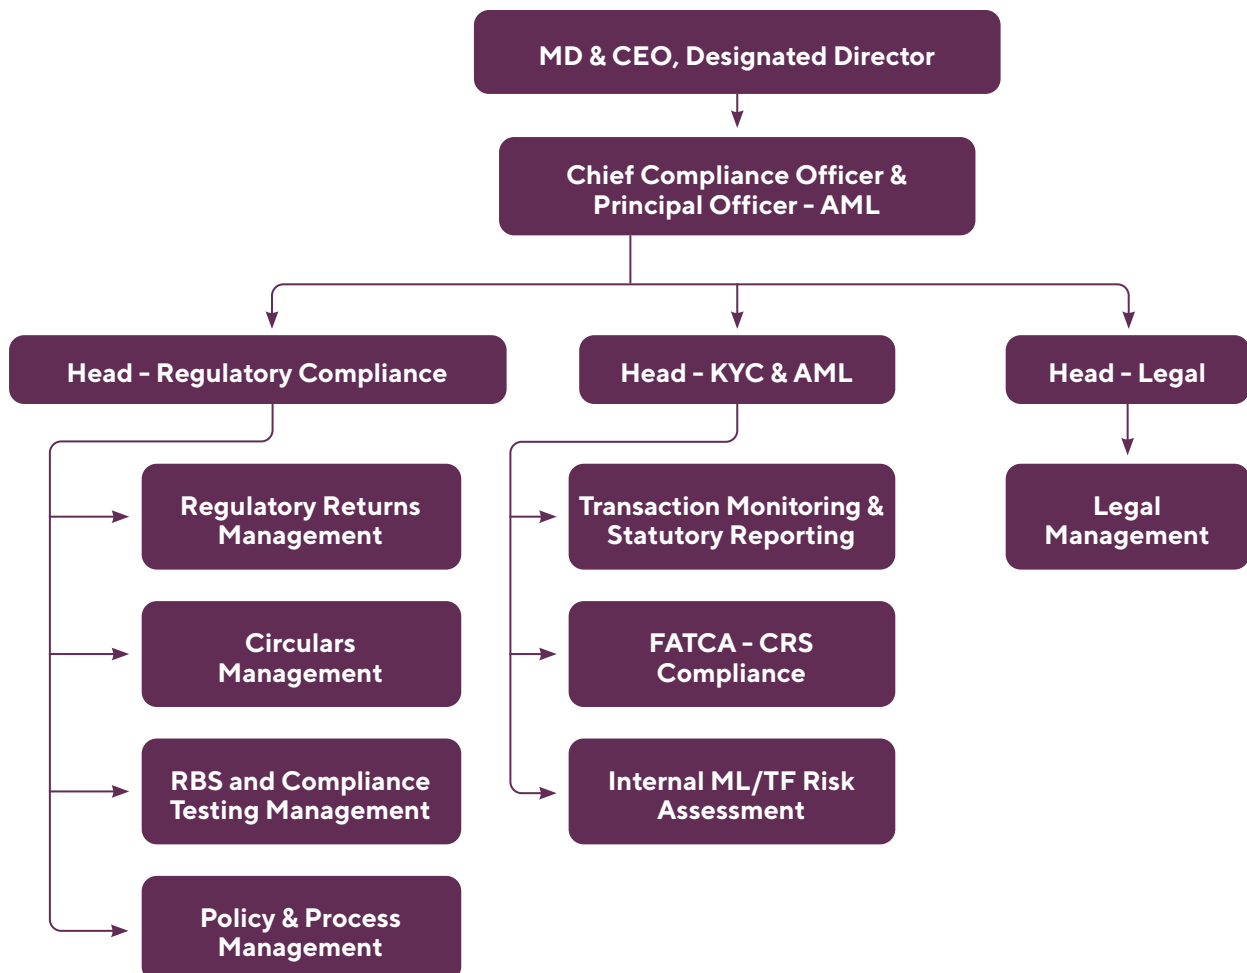 MD & CEO, Designated Director
Chief Compliance Officer &
Principal Officer - AML
Head - Regulatory Compliance
Head - KYC & AML
Head - Legal
Regulatory Returns
Management
Circulars
Management
RBS and Compliance
Testing Management
Policy & Process
Management
Transaction Monitoring &
Statutory Reporting
FATCA - CRS
Compliance
Internal ML/TF Risk
Assessment
Legal
Management